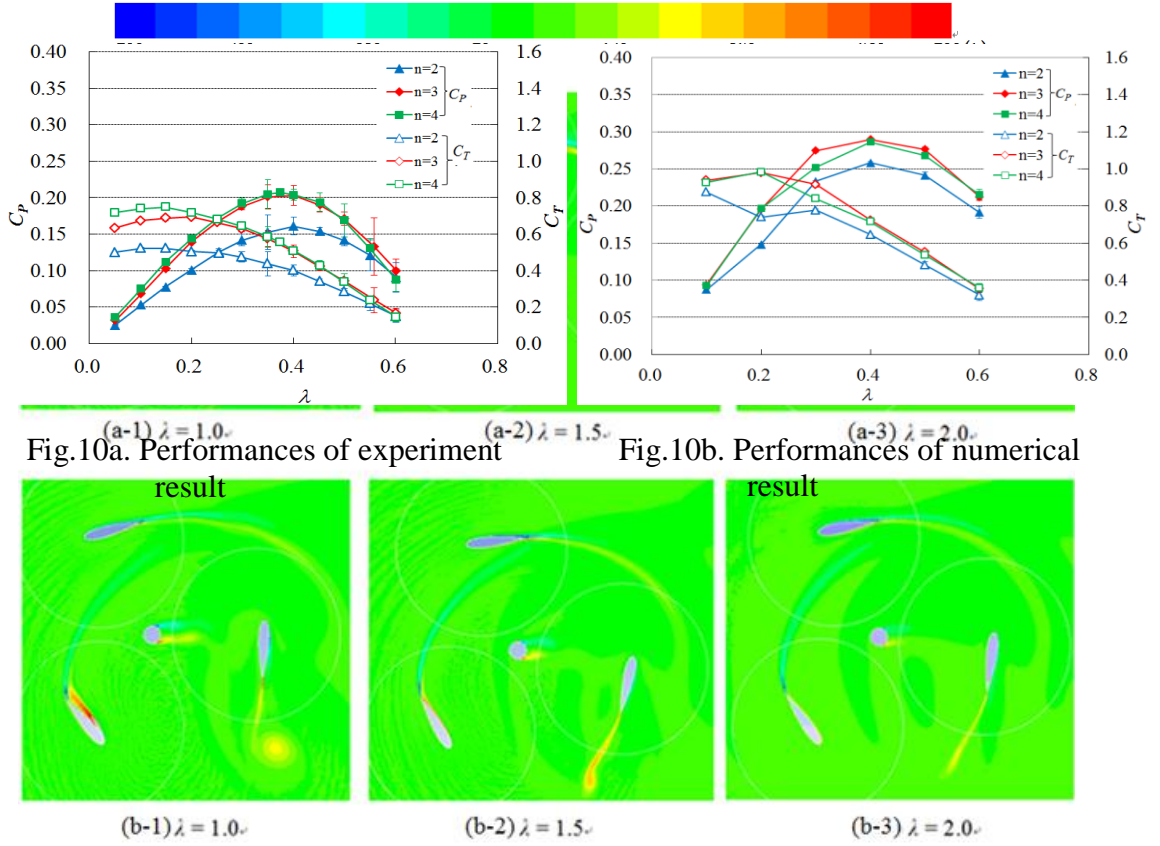 0.40
0.35
0.30
0.25
0.20
0.15
0.10
0.05
0.00
C_P
1.6
1.4
1.2
1.0
0.8
0.6
0.4
0.2
0.0
C_T
n=2
n=3
n=4
C_P
n=2
n=3
n=4
C_T
0.0 0.2 0.4 0.6 0.8
λ
0.40
0.35
0.30
0.25
0.20
0.15
0.10
0.05
0.00
C_P
1.6
1.4
1.2
1.0
0.8
0.6
0.4
0.2
0.0
C_T
n=2
n=3
n=4
C_P
n=2
n=3
n=4
C_T
0.0 0.2 0.4 0.6 0.8
λ
(a-1) λ = 1.0
(a-2) λ = 1.5
(a-3) λ = 2.0
Fig.10a. Performances of experiment
result
Fig.10b. Performances of numerical
result
(b-1) λ = 1.0
(b-2) λ = 1.5
(b-3) λ = 2.0